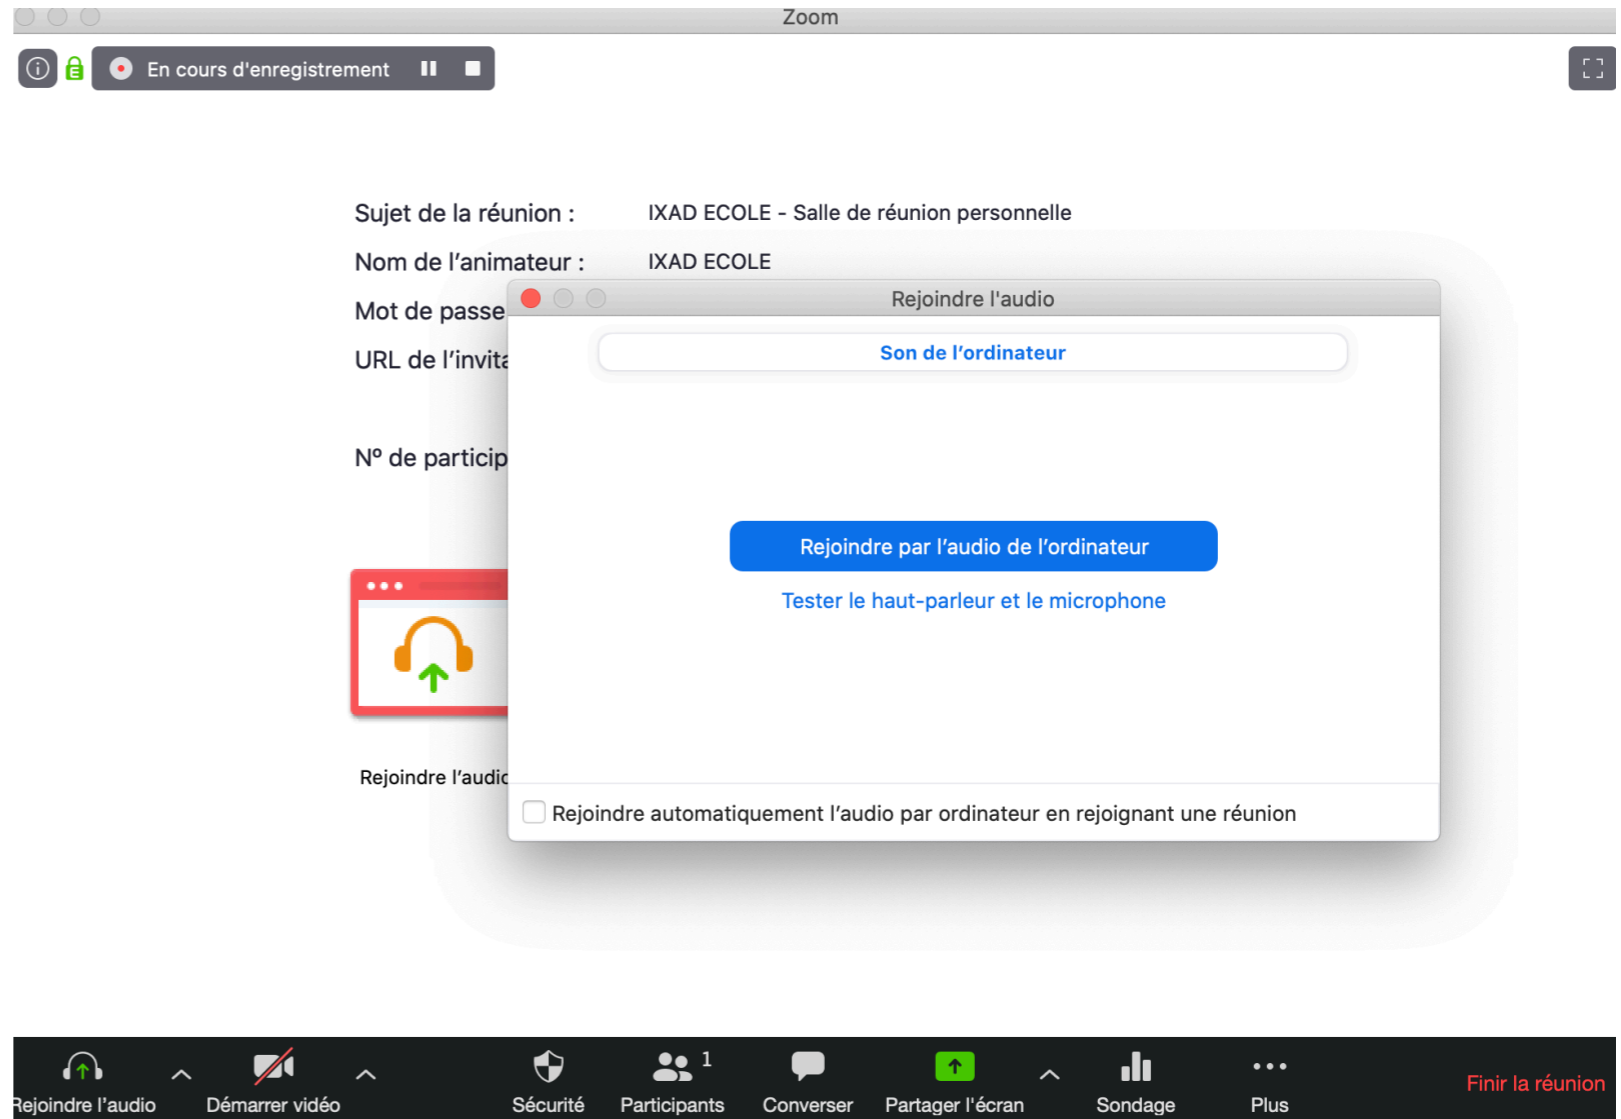 Zoom
En cours d'enregistrement
Sujet de la réunion :
IXAD ECOLE - Salle de réunion personnelle
Nom de l'animateur :
IXAD ECOLE
Mot de passe
URL de l'invita
Nº de particip
Rejoindre l'audio
Son de l'ordinateur
Rejoindre par l'audio de l'ordinateur
Tester le haut-parleur et le microphone
Rejoindre l'audio
Rejoindre automatiquement l'audio par ordinateur en rejoignant une réunion
Rejoindre l'audio
Démarrer vidéo
Sécurité
1
Participants
Converser
Partager l'écran
Sondage
Plus
Finir la réunion